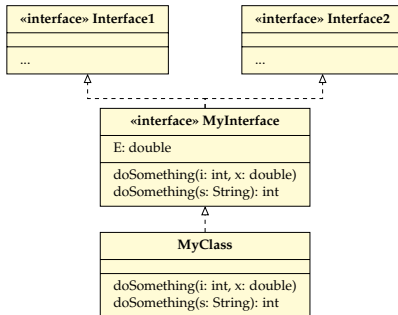 «interface» Interface1
...
«interface» Interface2
...
«interface» MyInterface
E: double
doSomething(i: int, x: double)
doSomething(s: String): int
MyClass
doSomething(i: int, x: double)
doSomething(s: String): int